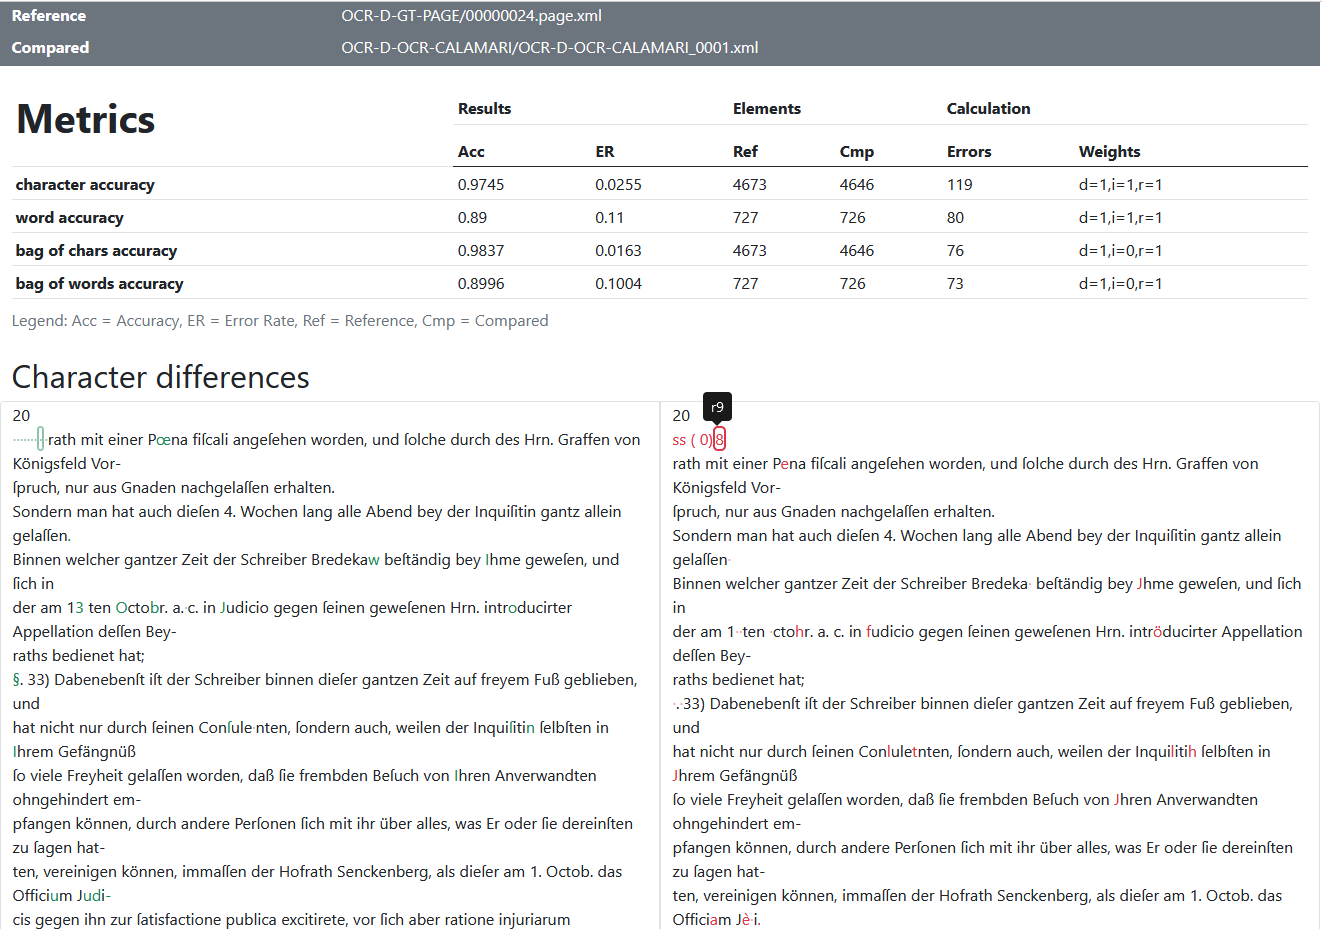 Reference OCR-D-GT-PAGE/00000024.page.xml
Compared OCR-D-OCR-CALAMARI/OCR-D-OCR-CALAMARI_0001.xml
Metrics
Results Elements Calculation
Acc ER Ref Cmp Errors Weights
character accuracy 0.9745 0.0255 4673 4646 119 d=1,i=1,r=1
word accuracy 0.89 0.11 727 726 80 d=1,i=1,r=1
bag of chars accuracy 0.9837 0.0163 4673 4646 76 d=1,i=0,r=1
bag of words accuracy 0.8996 0.1004 727 726 73 d=1,i=0,r=1
Legend: Acc = Accuracy, ER = Error Rate, Ref = Reference, Cmp = Compared
Character differences
20
·······rath mit einer Pœna fiſcali angeſehen worden, und ſolche durch des Hrn. Graffen von
Königsfeld Vor-
ſpruch, nur aus Gnaden nachgelaſſen erhalten.
Sondern man hat auch dieſen 4. Wochen lang alle Abend bey der Inquiſitin gantz allein
gelaſſen.
Binnen welcher gantzer Zeit der Schreiber Bredekaw beſtändig bey Ihme geweſen, und
ſich in
der am 13 ten Octobr. a.·c. in Judicio gegen ſeinen geweſenen Hrn. introducirter
Appellation deſſen Bey-
raths bedienet hat;
§. 33) Dabenebenſt iſt der Schreiber binnen dieſer gantzen Zeit auf freyem Fuß geblieben,
und
hat nicht nur durch ſeinen Conſule·nten, ſondern auch, weilen der Inquiſitin ſelbſten in
Ihrem Gefängnüß
ſo viele Freyheit gelaſſen worden, daß ſie frembden Beſuch von Ihren Anverwandten
ohngehindert em-
pfangen können, durch andere Perſonen ſich mit ihr über alles, was Er oder ſie dereinſten
zu ſagen hat-
ten, vereinigen können, immaſſen der Hofrath Senckenberg, als dieſer am 1. Octob. das
Officium Judi-
cis gegen ihn zur ſatisfactione publica excitirete, vor ſich aber ratione injuriarum
r9
20
ss ( 0)8
rath mit einer Pena fiſcali angeſehen worden, und ſolche durch des Hrn. Graffen von
Königsfeld Vor-
ſpruch, nur aus Gnaden nachgelaſſen erhalten.
Sondern man hat auch dieſen 4. Wochen lang alle Abend bey der Inquiſitin gantz allein
gelaſſen·
Binnen welcher gantzer Zeit der Schreiber Bredeka· beſtändig bey Jhme geweſen, und ſich
in
der am 1··ten ·ctohr. a. c. in fudicio gegen ſeinen geweſenen Hrn. intröducirter Appellation
deſſen Bey-
raths bedienet hat;
·.·33) Dabenebenſt iſt der Schreiber binnen dieſer gantzen Zeit auf freyem Fuß geblieben,
und
hat nicht nur durch ſeinen Conluletnten, ſondern auch, weilen der Inquilitih ſelbſten in
Jhrem Gefängnüß
ſo viele Freyheit gelaſſen worden, daß ſie frembden Beſuch von Jhren Anverwandten
ohngehindert em-
pfangen können, durch andere Perſonen ſich mit ihr über alles, was Er oder ſie dereinſten
zu ſagen hat-
ten, vereinigen können, immaſſen der Hofrath Senckenberg, als dieſer am 1. Octob. das
Officiam Jè·i.